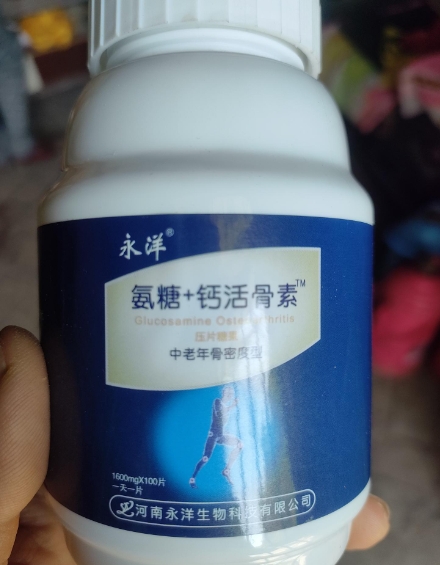 永洋®
氨糖+钙活骨素™
Glucosamine Osteoarthritis
压片糖果
中老年骨密度型
1600mgX100片
一天一片
河南永洋生物科技有限公司